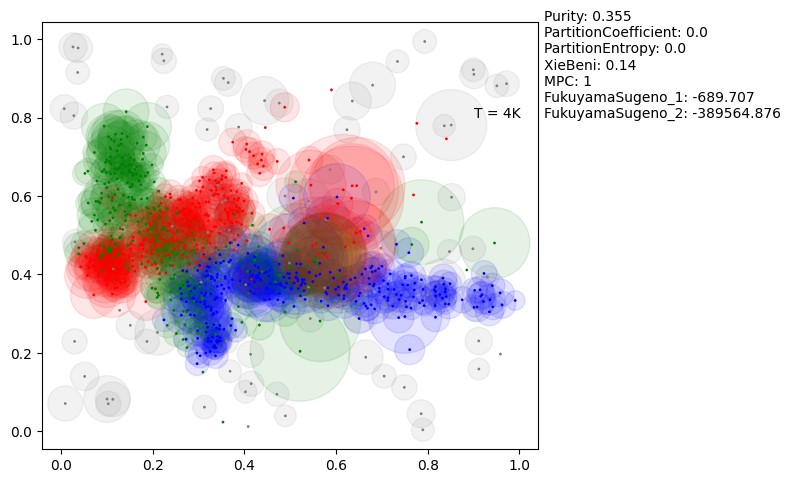 Purity: 0.355
PartitionCoefficient: 0.0
PartitionEntropy: 0.0
XieBeni: 0.14
MPC: 1
FukuyamaSugeno_1: -689.707
FukuyamaSugeno_2: -389564.876
T = 4K
1.0
0.8
0.6
0.4
0.2
0.0
0.0 0.2 0.4 0.6 0.8 1.0